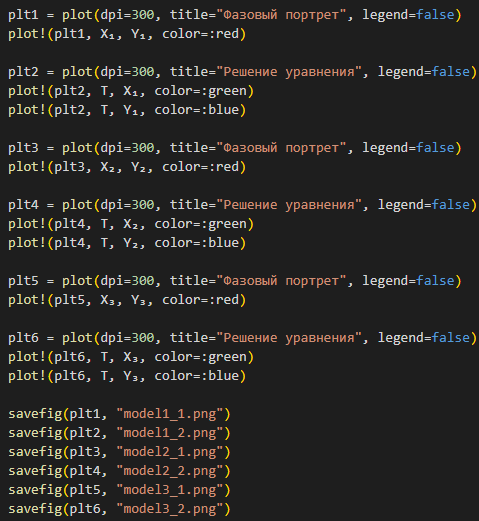 plt1 = plot(dpi=300, title="Фазовый портрет", legend=false)
plot!(plt1, X₁, Y₁, color=:red)

plt2 = plot(dpi=300, title="Решение уравнения", legend=false)
plot!(plt2, T, X₁, color=:green)
plot!(plt2, T, Y₁, color=:blue)

plt3 = plot(dpi=300, title="Фазовый портрет", legend=false)
plot!(plt3, X₂, Y₂, color=:red)

plt4 = plot(dpi=300, title="Решение уравнения", legend=false)
plot!(plt4, T, X₂, color=:green)
plot!(plt4, T, Y₂, color=:blue)

plt5 = plot(dpi=300, title="Фазовый портрет", legend=false)
plot!(plt5, X₃, Y₃, color=:red)

plt6 = plot(dpi=300, title="Решение уравнения", legend=false)
plot!(plt6, T, X₃, color=:green)
plot!(plt6, T, Y₃, color=:blue)

savefig(plt1, "model1_1.png")
savefig(plt2, "model1_2.png")
savefig(plt3, "model2_1.png")
savefig(plt4, "model2_2.png")
savefig(plt5, "model3_1.png")
savefig(plt6, "model3_2.png")